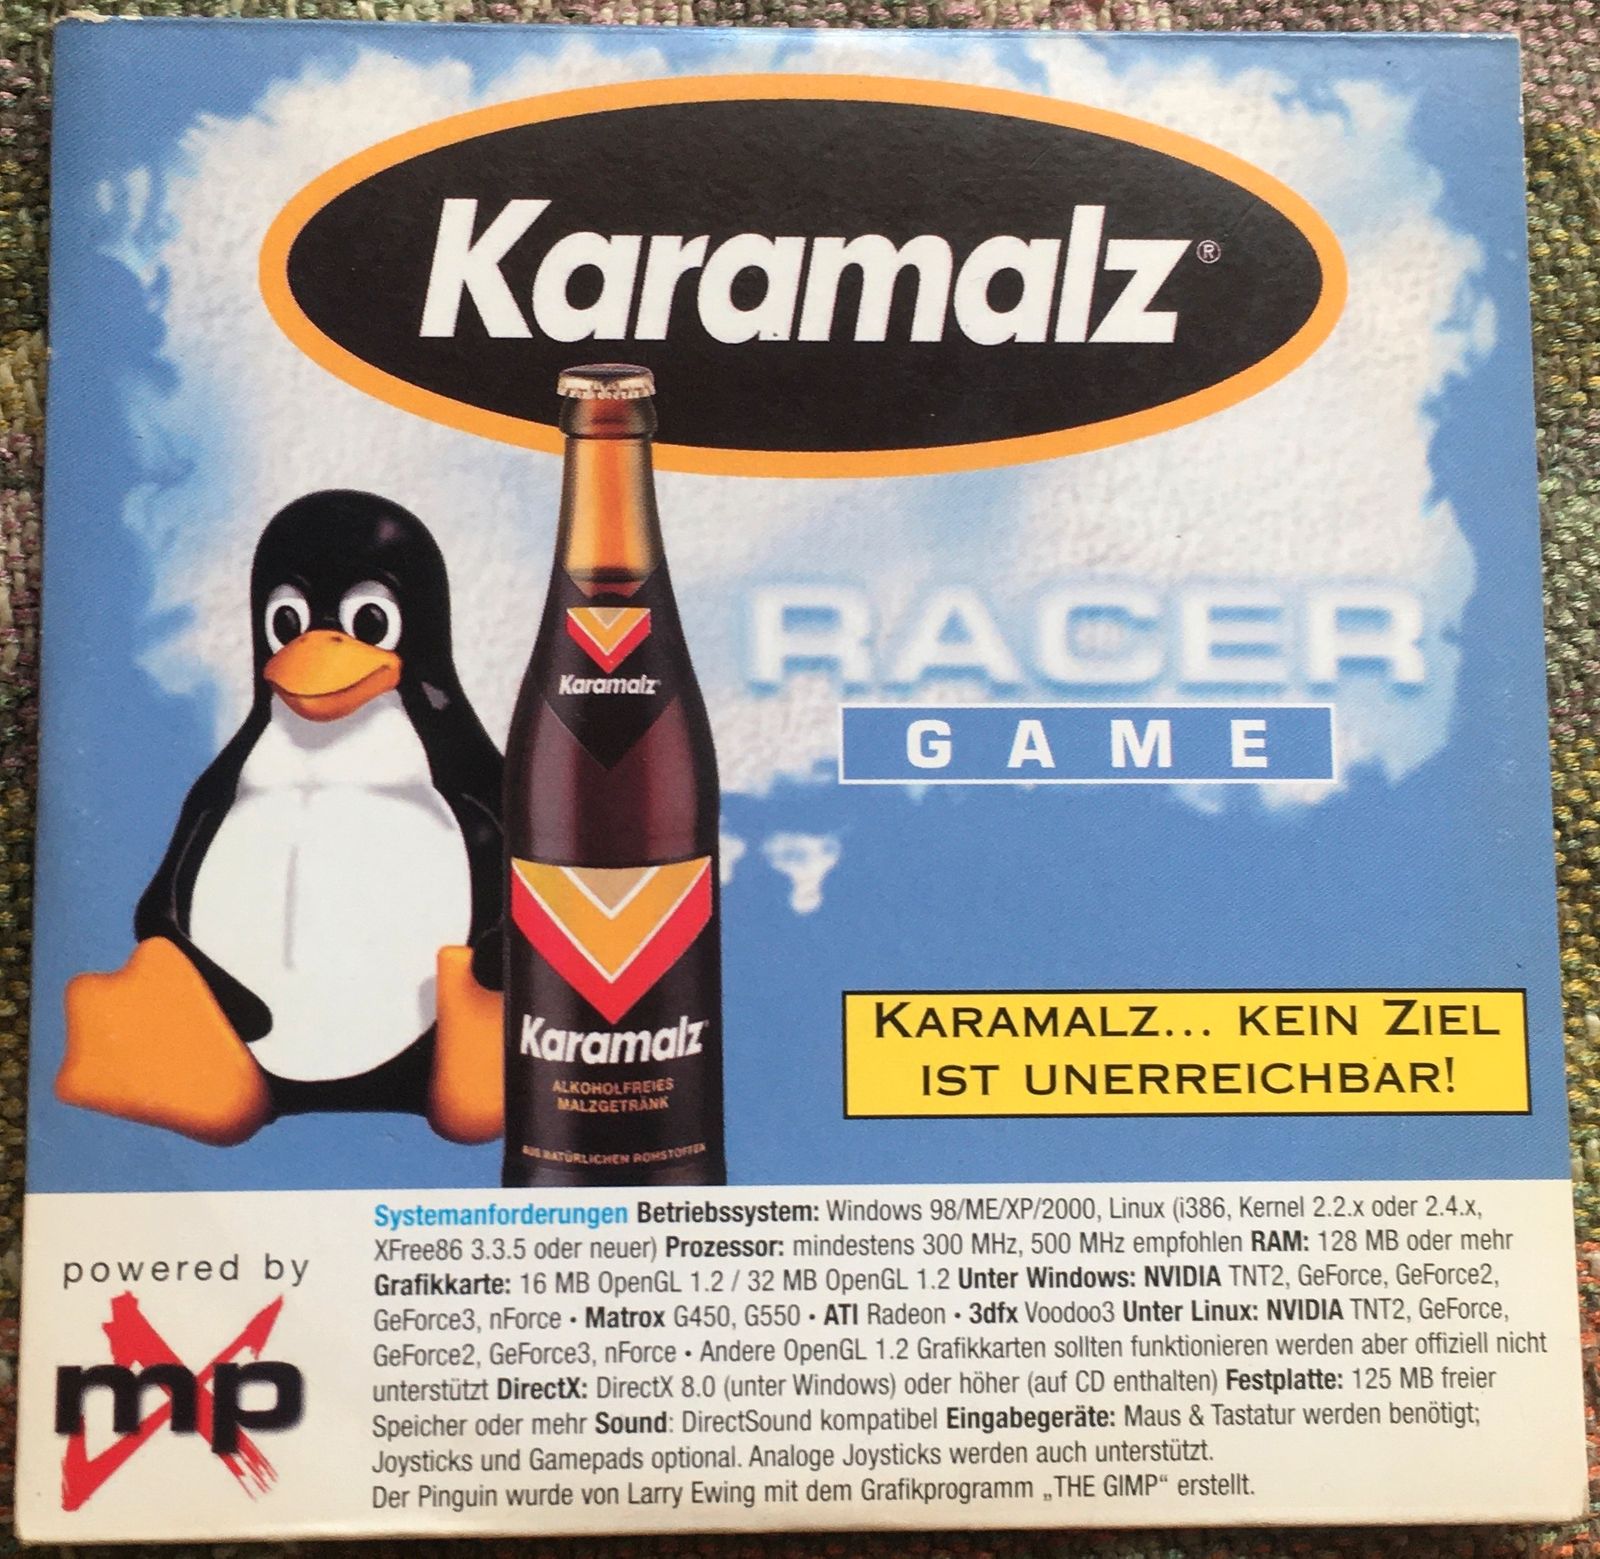 Karamalz®
Karamalz
RACER
GAME
Karamalz
ALKOHOLFREIES
MALZGETRÄNK
AUS NATÜRLICHEN ROHSTOFFEN
KARAMALZ... KEIN ZIEL
IST UNERREICHBAR!
powered by
mp
Systemanforderungen Betriebssystem: Windows 98/ME/XP/2000, Linux (i386, Kernel 2.2.x oder 2.4.x,
XFree86 3.3.5 oder neuer) Prozessor: mindestens 300 MHz, 500 MHz empfohlen RAM: 128 MB oder mehr
Grafikkarte: 16 MB OpenGL 1.2 / 32 MB OpenGL 1.2 Unter Windows: NVIDIA TNT2, GeForce, GeForce2,
GeForce3, nForce • Matrox G450, G550 • ATI Radeon • 3dfx Voodoo3 Unter Linux: NVIDIA TNT2, GeForce,
GeForce2, GeForce3, nForce • Andere OpenGL 1.2 Grafikkarten sollten funktionieren werden aber offiziell nicht
unterstützt DirectX: DirectX 8.0 (unter Windows) oder höher (auf CD enthalten) Festplatte: 125 MB freier
Speicher oder mehr Sound: DirectSound kompatibel Eingabegeräte: Maus & Tastatur werden benötigt;
Joysticks und Gamepads optional. Analoge Joysticks werden auch unterstützt.
Der Pinguin wurde von Larry Ewing mit dem Grafikprogramm „THE GIMP“ erstellt.